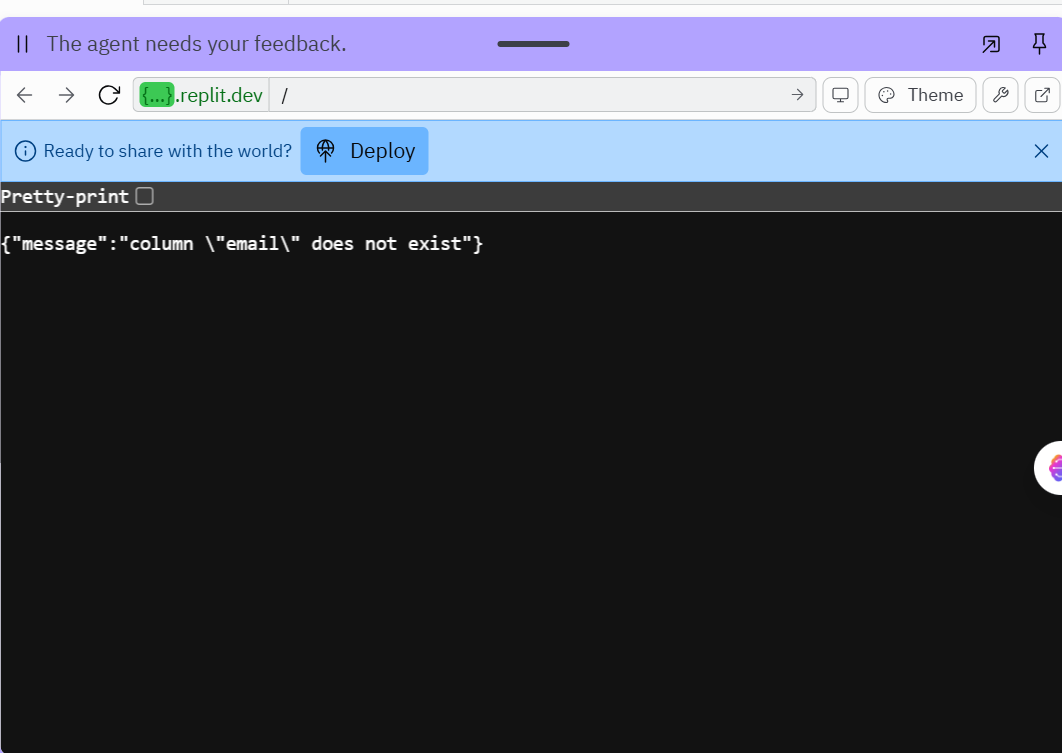 The agent needs your feedback.
{...}.replit.dev /
Theme
Ready to share with the world? Deploy
Pretty-print
{"message":"column \"email\" does not exist"}